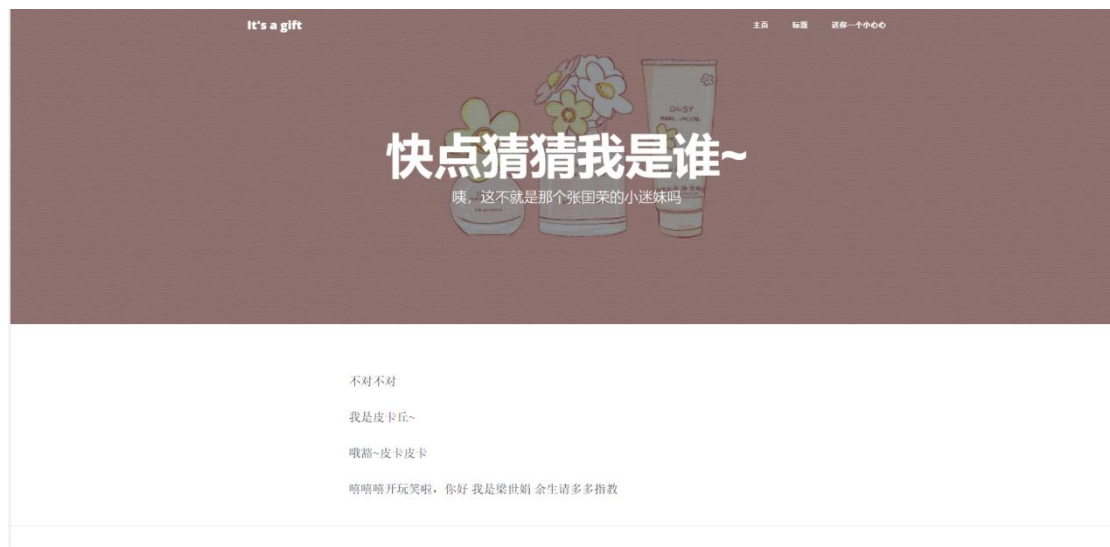 It's a gift
主页 标题 送你一个小心心
DAISY
MARC JACOBS
快点猜猜我是谁~
咦，这不就是那个张国荣的小迷妹吗
不对不对
我是皮卡丘~
哦豁~皮卡皮卡
嘻嘻嘻开玩笑啦，你好 我是梁世娟 余生请多多指教